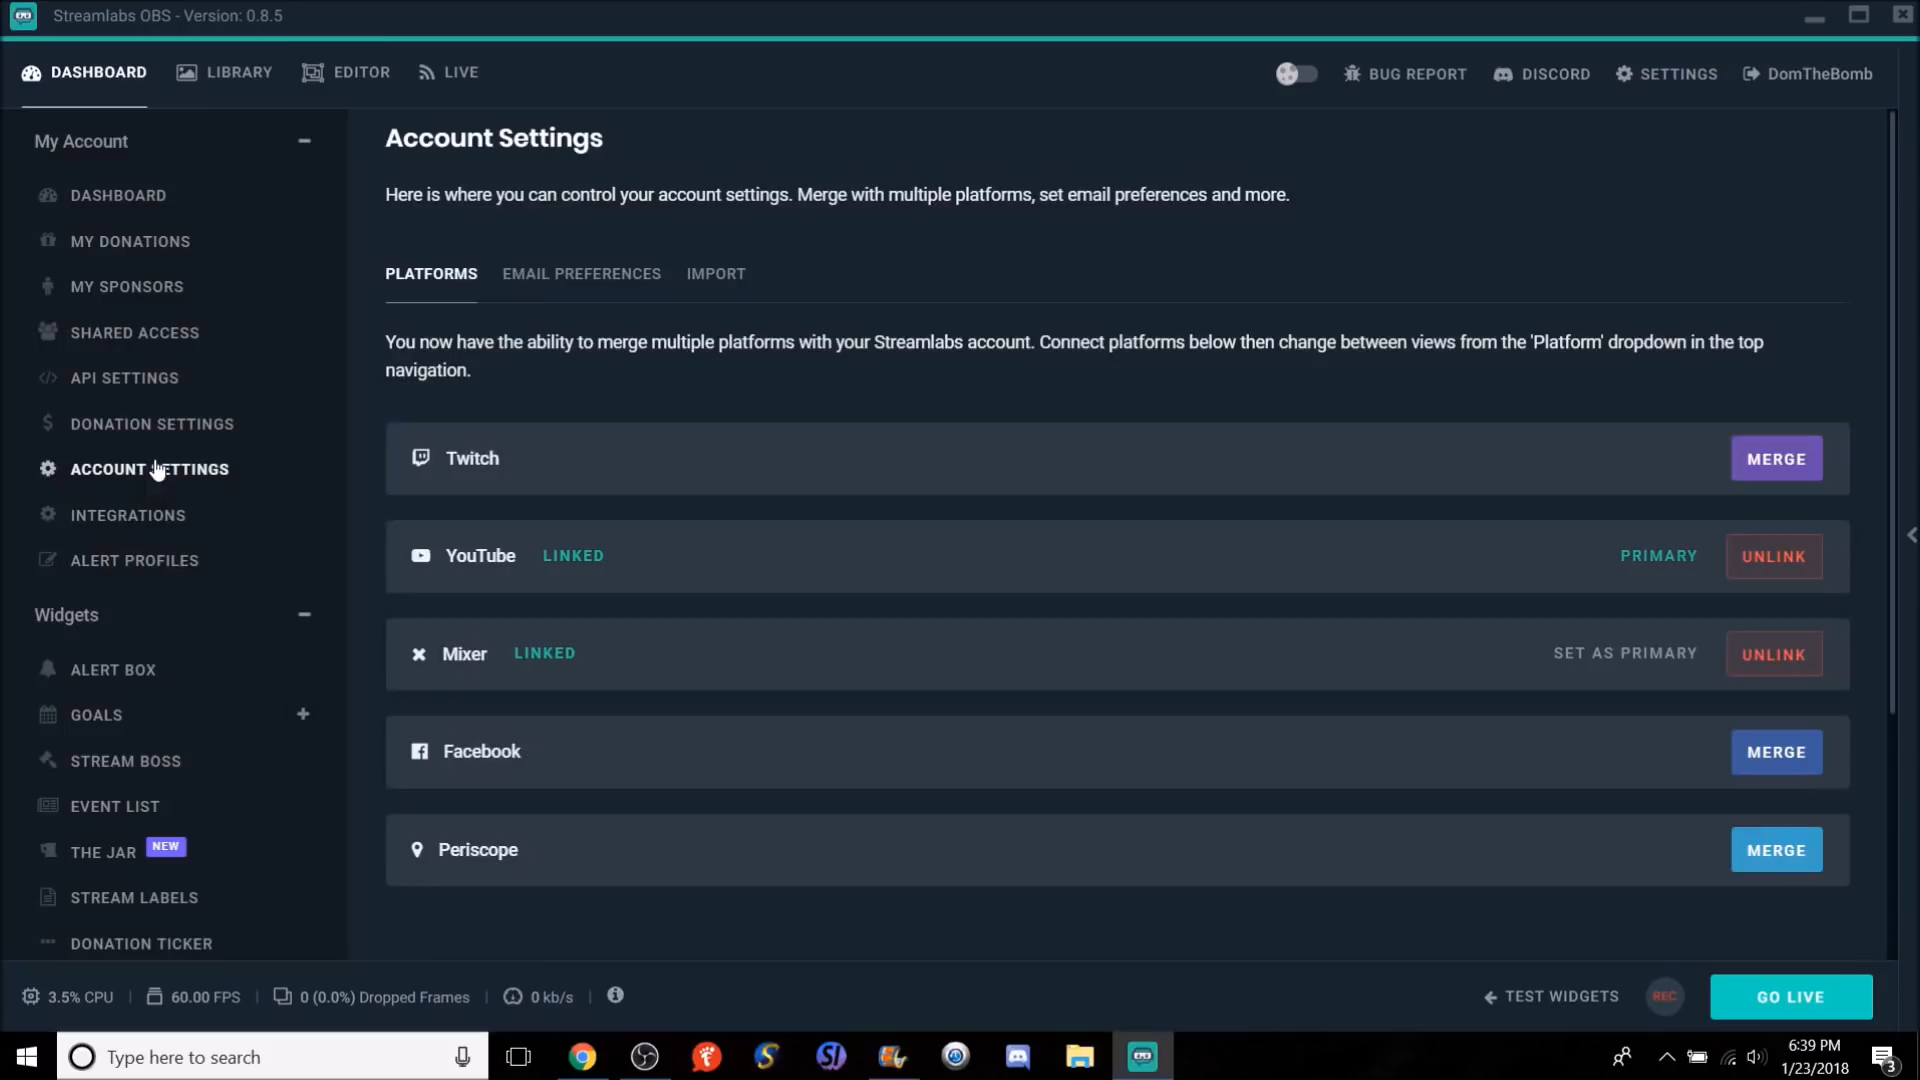 Streamlabs OBS - Version: 0.8.5
DASHBOARD LIBRARY EDITOR LIVE BUG REPORT DISCORD SETTINGS DomTheBomb
My Account
DASHBOARD
MY DONATIONS
MY SPONSORS
SHARED ACCESS
API SETTINGS
DONATION SETTINGS
ACCOUNT SETTINGS
INTEGRATIONS
ALERT PROFILES
Widgets
ALERT BOX
GOALS
STREAM BOSS
EVENT LIST
THE JAR NEW
STREAM LABELS
DONATION TICKER
Account Settings
Here is where you can control your account settings. Merge with multiple platforms, set email preferences and more.
PLATFORMS EMAIL PREFERENCES IMPORT
You now have the ability to merge multiple platforms with your Streamlabs account. Connect platforms below then change between views from the 'Platform' dropdown in the top
navigation.
Twitch MERGE
YouTube LINKED PRIMARY UNLINK
Mixer LINKED SET AS PRIMARY UNLINK
Facebook MERGE
Periscope MERGE
3.5% CPU 60.00 FPS 0 (0.0%) Dropped Frames 0 kb/s TEST WIDGETS REC GO LIVE
Type here to search
6:39 PM
1/23/2018
3